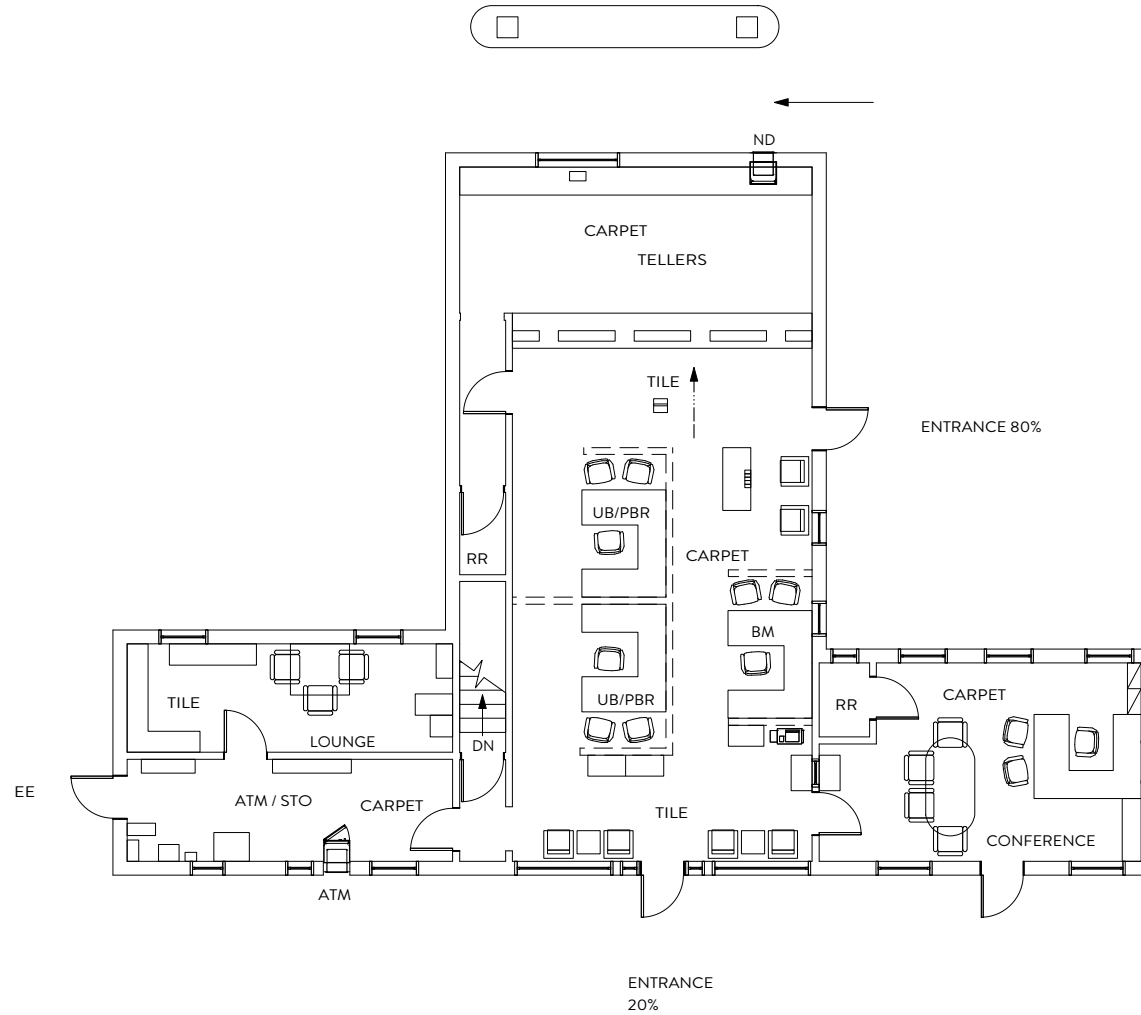 ND
CARPET
TELLERS
TILE
ENTRANCE 80%
UB/PBR
CARPET
RR
BM
UB/PBR
TILE
LOUNGE
DN
RR
CARPET
EE
ATM / STO
CARPET
TILE
CONFERENCE
ATM
ENTRANCE
20%